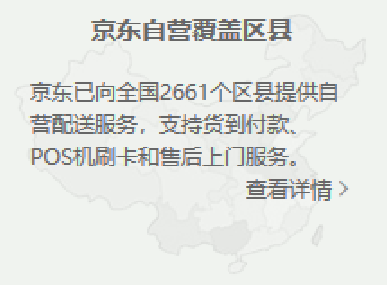 京东自营覆盖区县
京东已向全国2661个区县提供自
营配送服务，支持货到付款、
POS机刷卡和售后上门服务。
查看详情 >